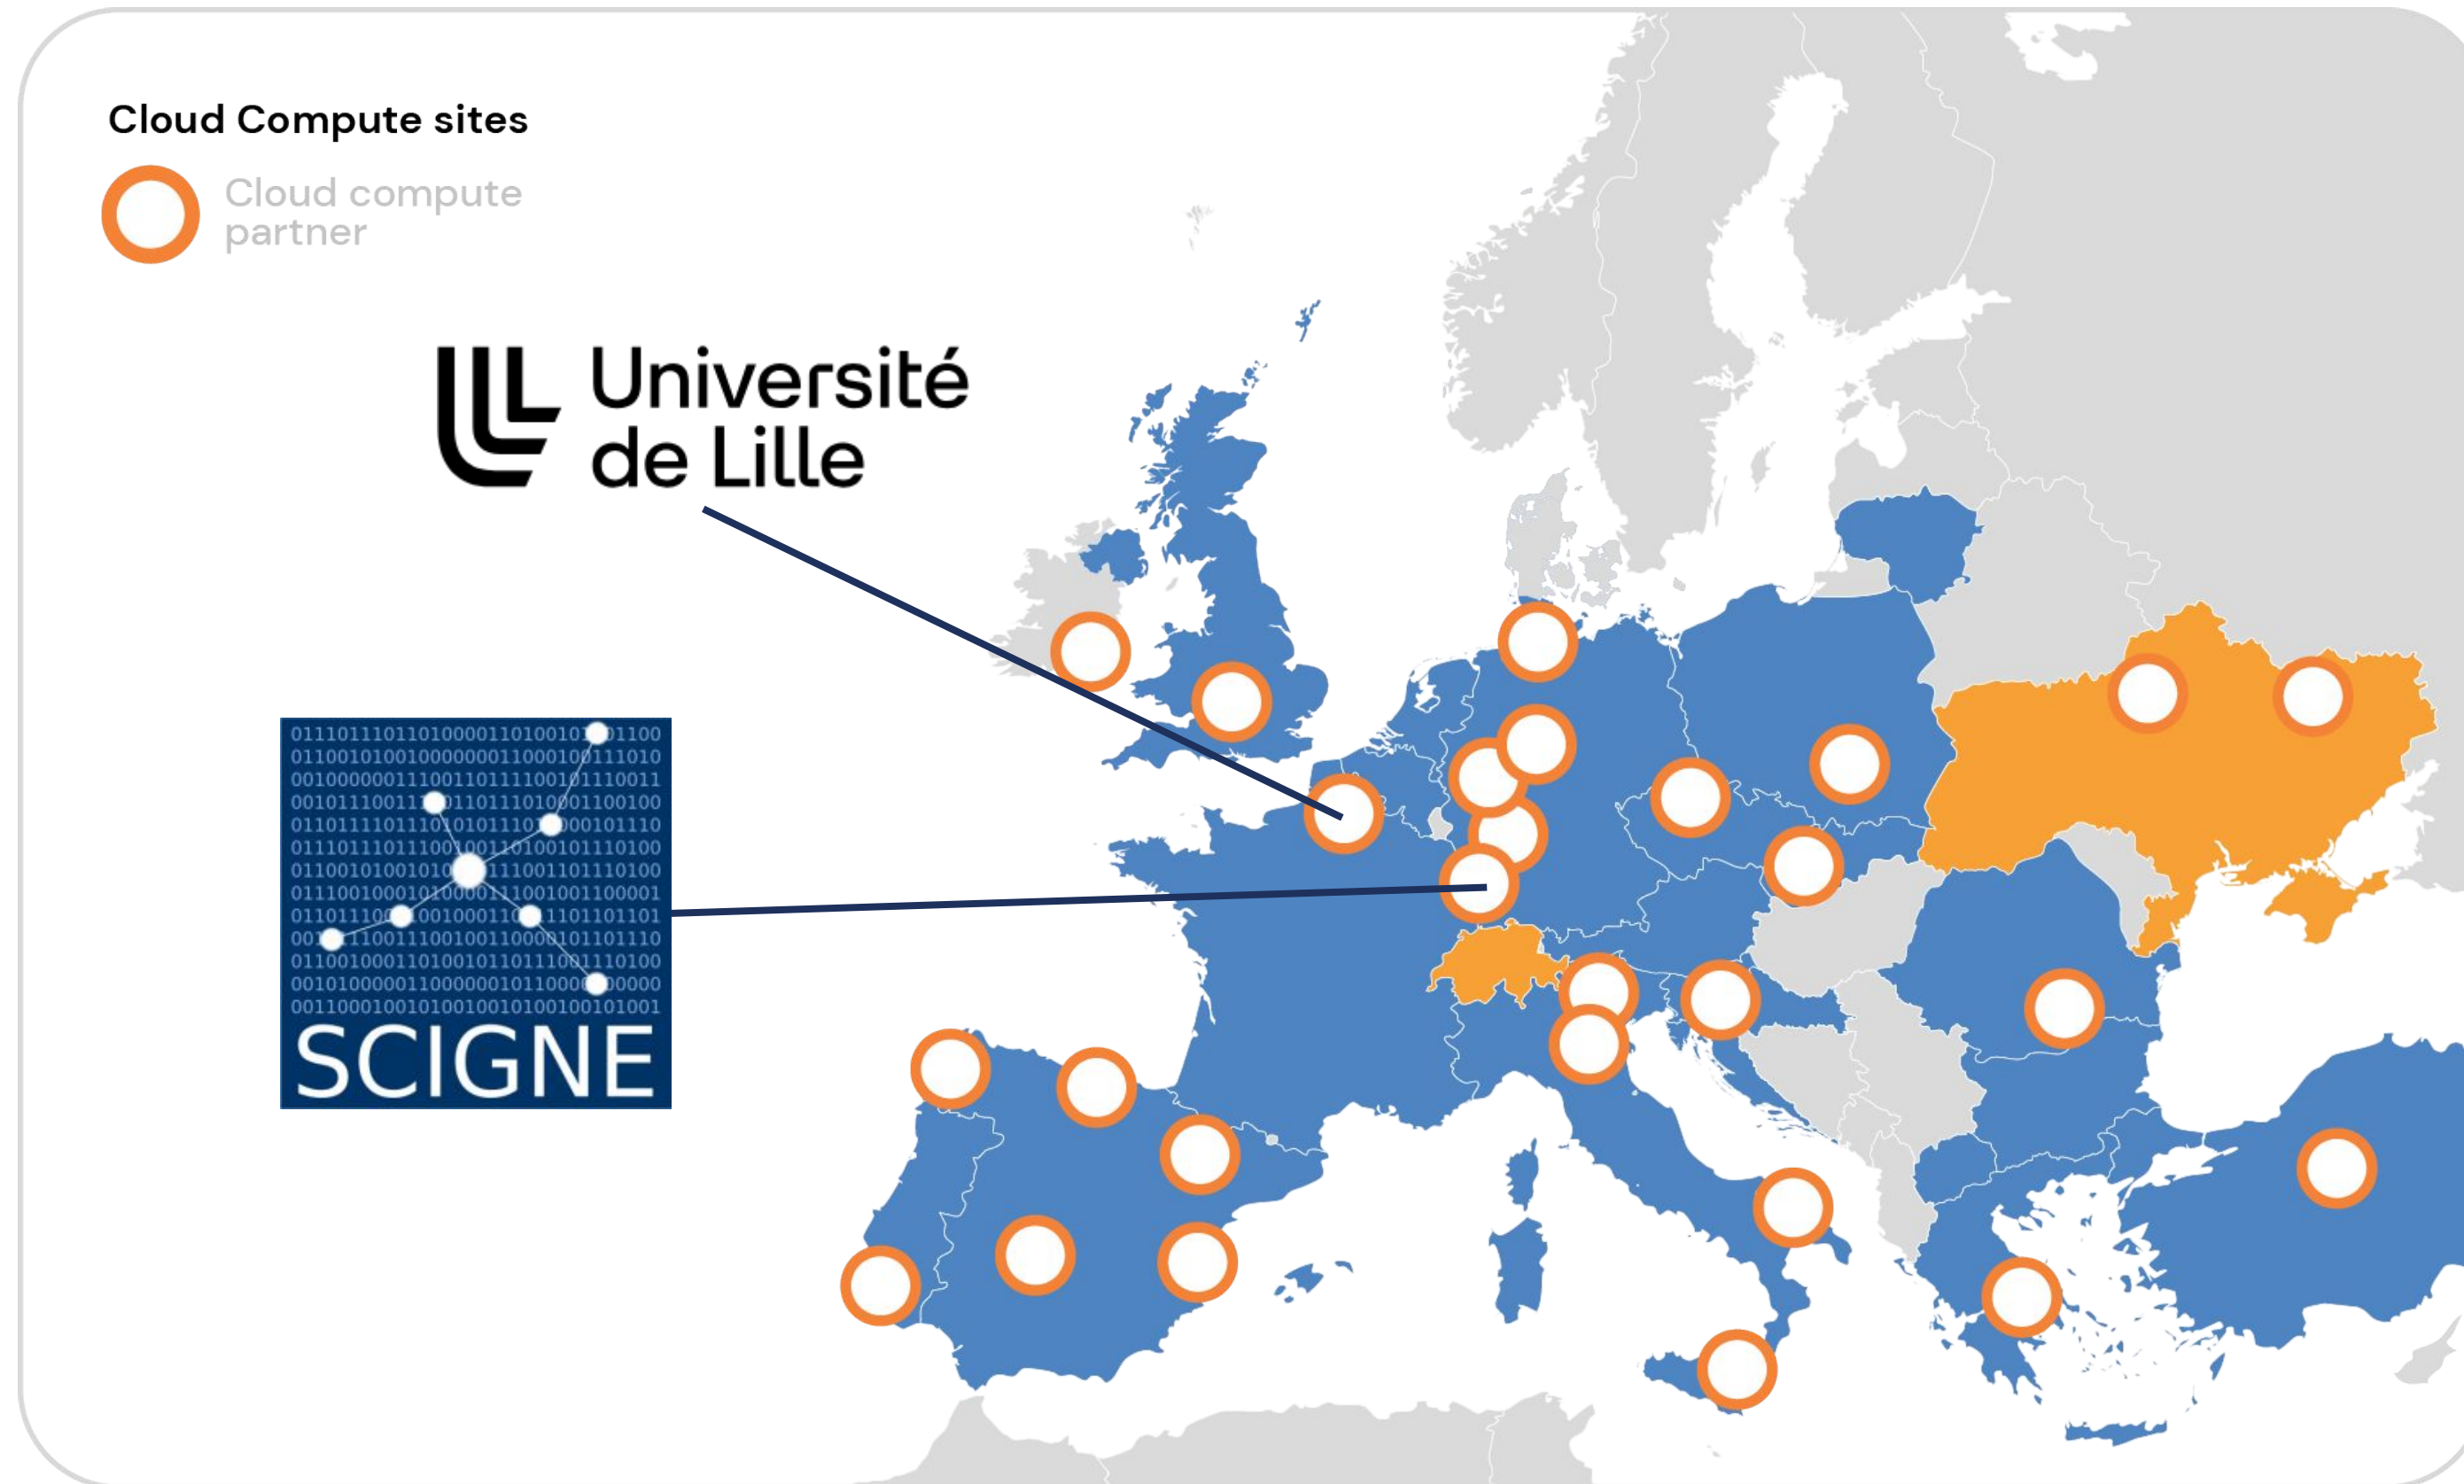 Cloud Compute sites
Cloud compute
partner
Université
de Lille
SCIGNE